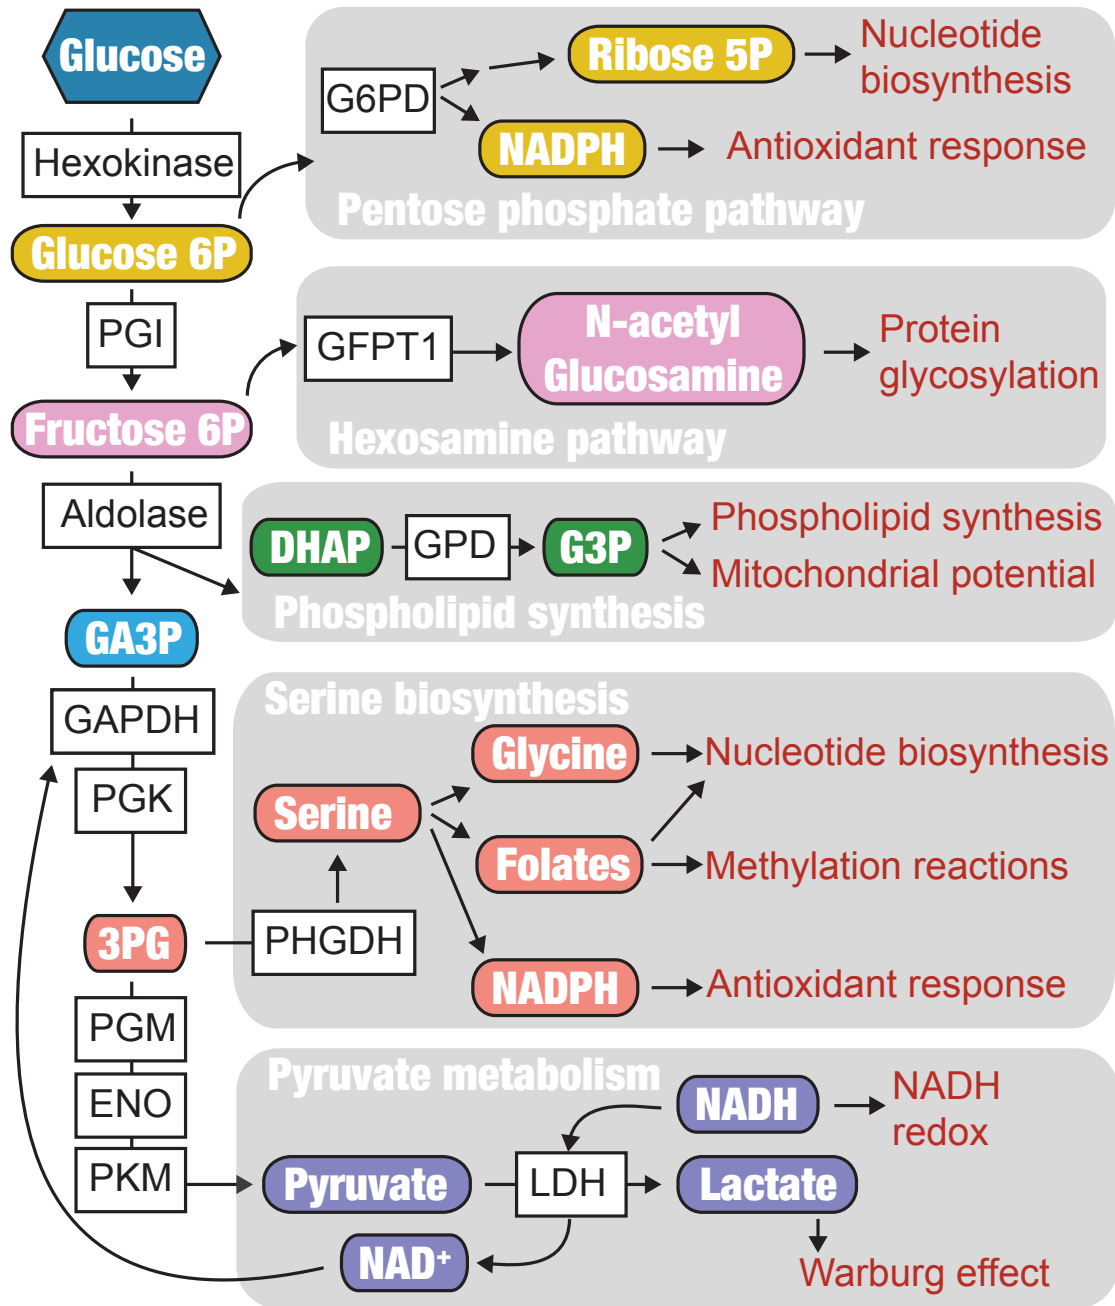 Glucose
Hexokinase
Glucose 6P
PGI
Fructose 6P
Aldolase
GA3P
GAPDH
PGK
3PG
PGM
ENO
PKM
G6PD
Ribose 5P
Nucleotide
biosynthesis
NADPH
Antioxidant response
Pentose phosphate pathway
GFPT1
N-acetyl
Glucosamine
Protein
glycosylation
Hexosamine pathway
DHAP
GPD
G3P
Phospholipid synthesis
Mitochondrial potential
Phospholipid synthesis
Serine biosynthesis
Glycine
Nucleotide biosynthesis
Serine
Folates
Methylation reactions
PHGDH
NADPH
Antioxidant response
Pyruvate metabolism
NADH
NADH
redox
Pyruvate
LDH
Lactate
NAD⁺
Warburg effect